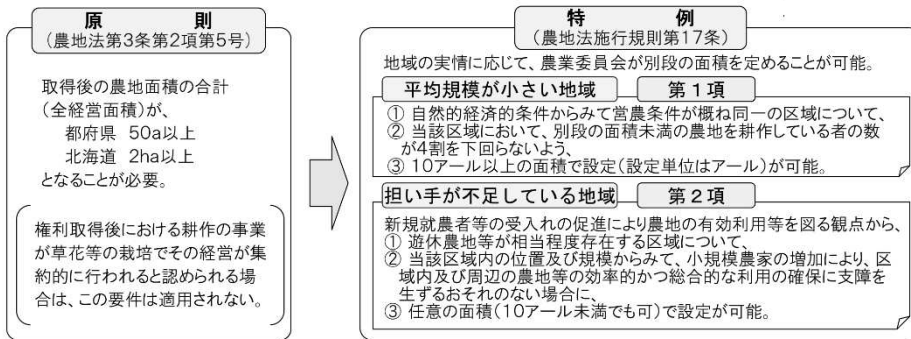 原則
(農地法第3条第2項第5号)
取得後の農地面積の合計
(全経営面積)が、
都府県 50a以上
北海道 2ha以上
となることが必要。
権利取得後における耕作の事業
が草花等の栽培でその経営が集
約的に行われると認められる場
合は、この要件は適用されない。
特例
(農地法施行規則第17条)
地域の実情に応じて、農業委員会が別段の面積を定めることが可能。
平均規模が小さい地域 第1項
① 自然的経済的条件からみて営農条件が概ね同一の区域について、
② 当該区域において、別段の面積未満の農地を耕作している者の数
が4割を下回らないよう、
③ 10アール以上の面積で設定(設定単位はアール)が可能。
担い手が不足している地域 第2項
新規就農者等の受入れの促進により農地の有効利用等を図る観点から、
① 遊休農地等が相当程度存在する区域について、
② 当該区域内の位置及び規模からみて、小規模農家の増加により、区
域内及び周辺の農地等の効率的かつ総合的な利用の確保に支障を
生ずるおそれのない場合に、
③ 任意の面積(10アール未満でも可)で設定が可能。